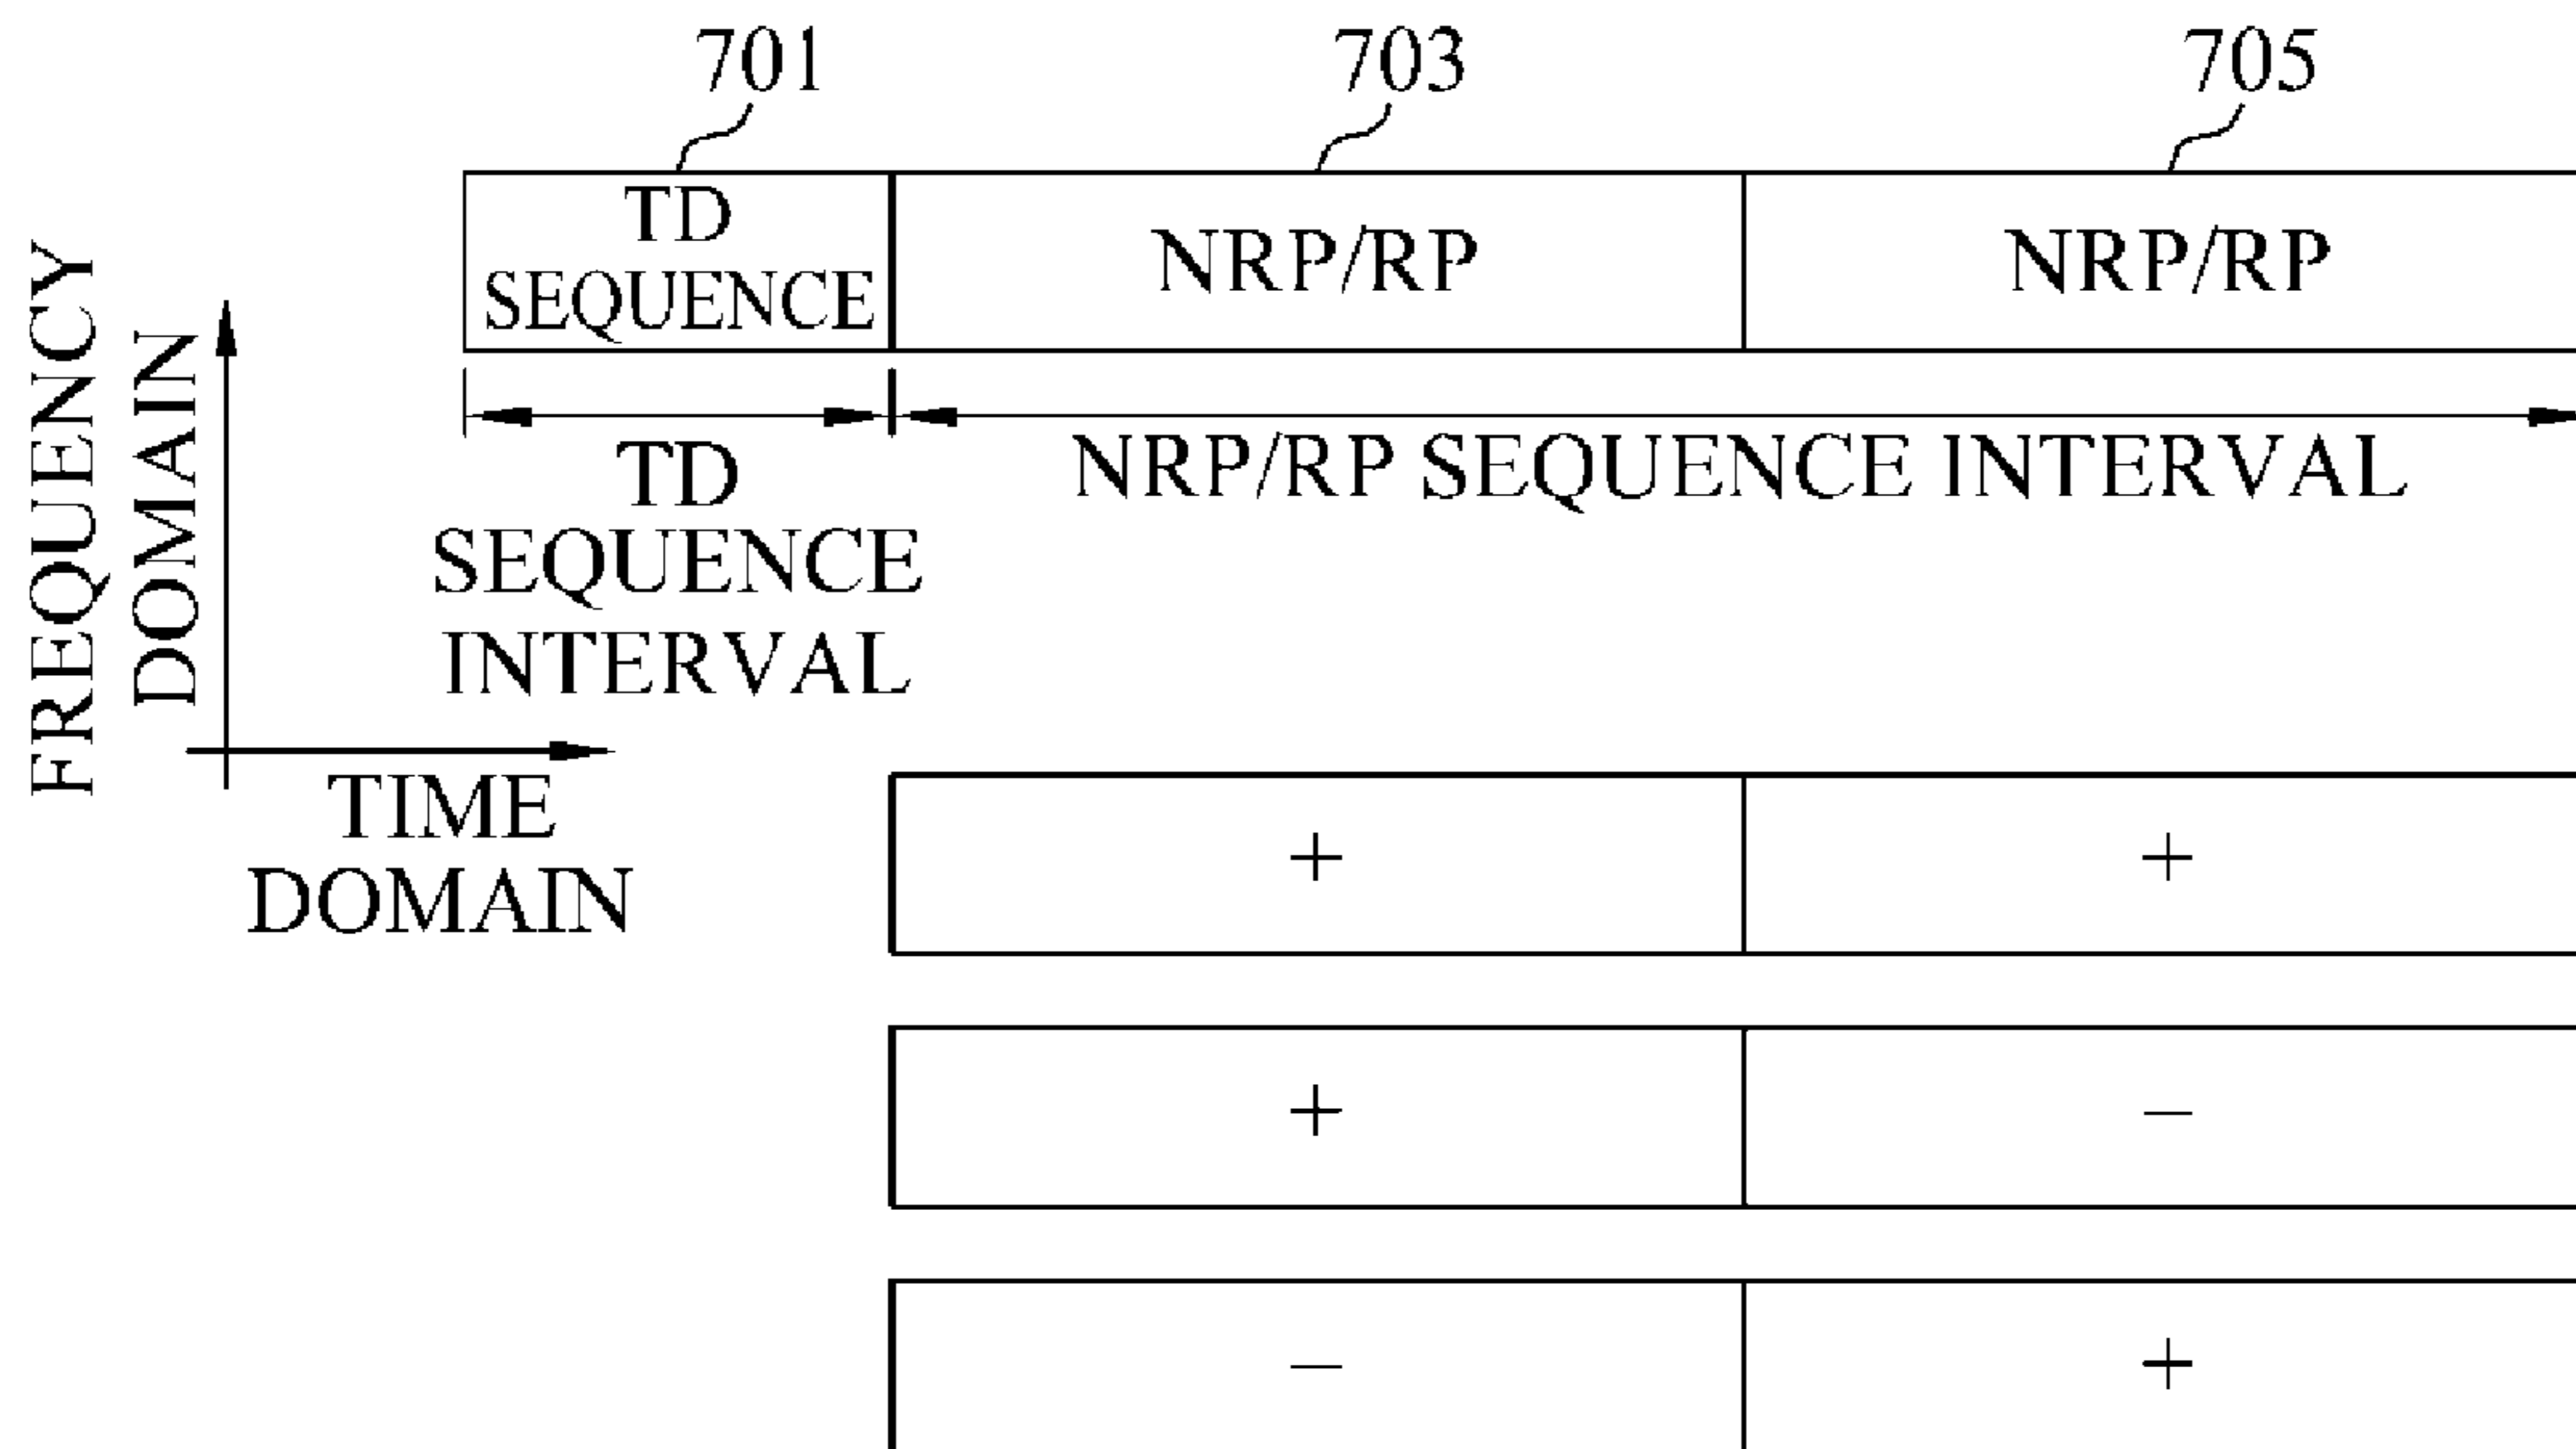 701
703
705
TD
SEQUENCE
NRP/RP
NRP/RP
FREQUENCY
DOMAIN
TD
SEQUENCE
INTERVAL
NRP/RP SEQUENCE INTERVAL
TIME
DOMAIN
+ +
+ −
− +